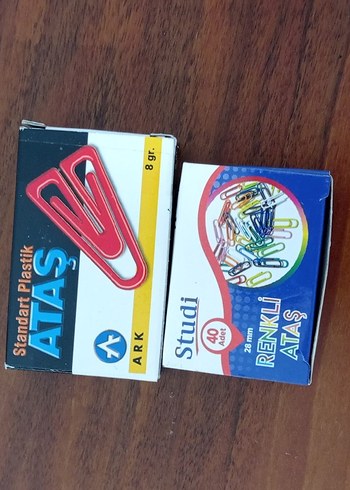 Standart Plastik
ATAŞ
ARK
8 gr.
Studi
40
Adet
28 mm
RENKLİ
ATAŞ